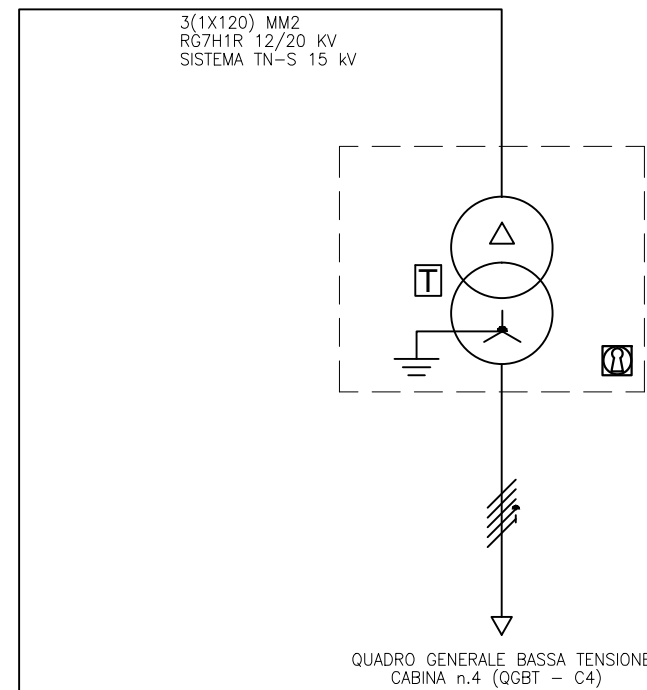 3(1X120) MM2
RG7H1R 12/20 KV
SISTEMA TN-S 15 kV
T
QUADRO GENERALE BASSA TENSIONE
CABINA n.4 (QGBT - C4)